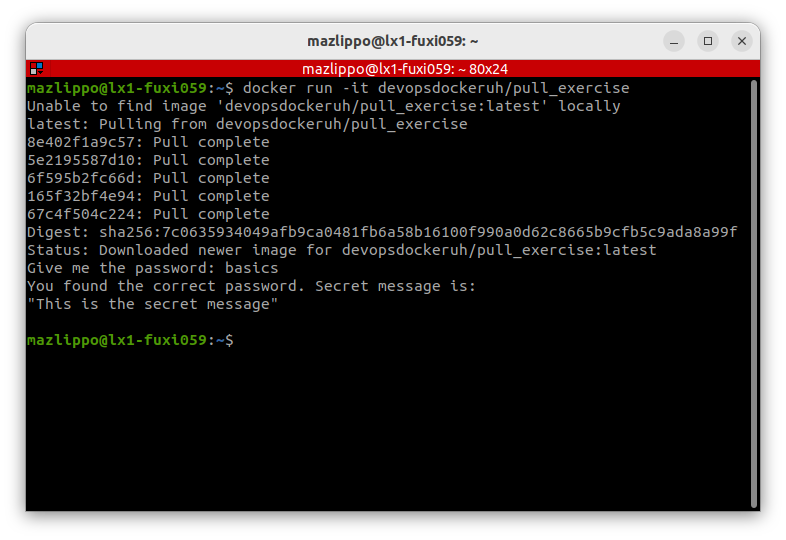 mazlippo@lx1-fuxi059: ~
mazlippo@lx1-fuxi059: ~ 80x24
mazlippo@lx1-fuxi059:~$ docker run -it devopsdockeruh/pull_exercise
Unable to find image 'devopsdockeruh/pull_exercise:latest' locally
latest: Pulling from devopsdockeruh/pull_exercise
8e402f1a9c57: Pull complete
5e2195587d10: Pull complete
6f595b2fc66d: Pull complete
165f32bf4e94: Pull complete
67c4f504c224: Pull complete
Digest: sha256:7c0635934049afb9ca0481fb6a58b16100f990a0d62c8665b9cfb5c9ada8a99f
Status: Downloaded newer image for devopsdockeruh/pull_exercise:latest
Give me the password: basics
You found the correct password. Secret message is:
"This is the secret message"
mazlippo@lx1-fuxi059:~$